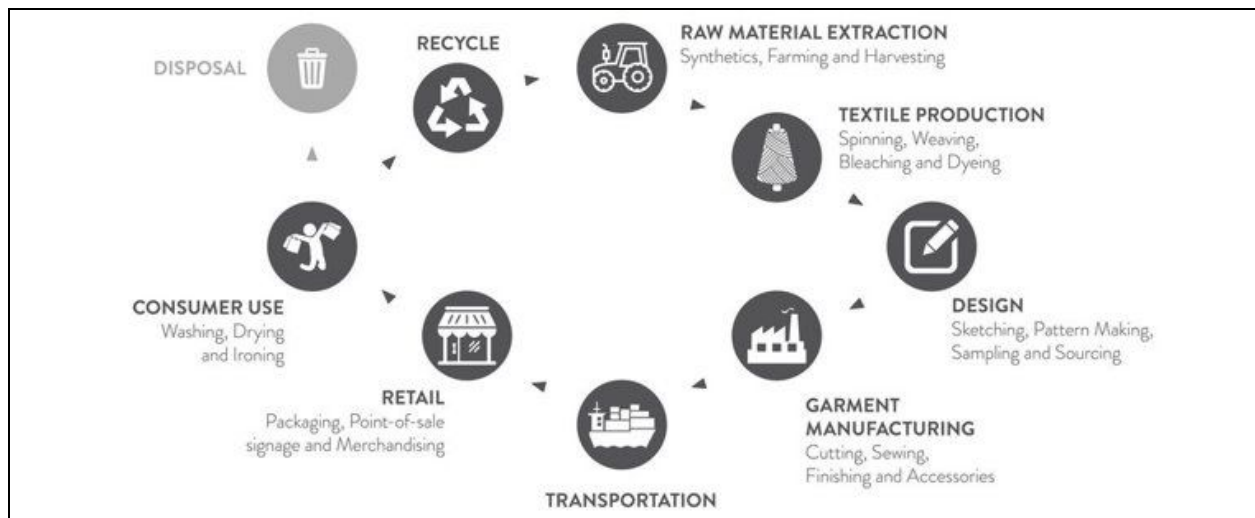 DISPOSAL
RECYCLE
RAW MATERIAL EXTRACTION
Synthetics, Farming and Harvesting
TEXTILE PRODUCTION
Spinning, Weaving,
Bleaching and Dyeing
DESIGN
Sketching, Pattern Making,
Sampling and Sourcing
GARMENT
MANUFACTURING
Cutting, Sewing,
Finishing and Accessories
TRANSPORTATION
RETAIL
Packaging, Point-of-sale
signage and Merchandising
CONSUMER USE
Washing, Drying
and Ironing